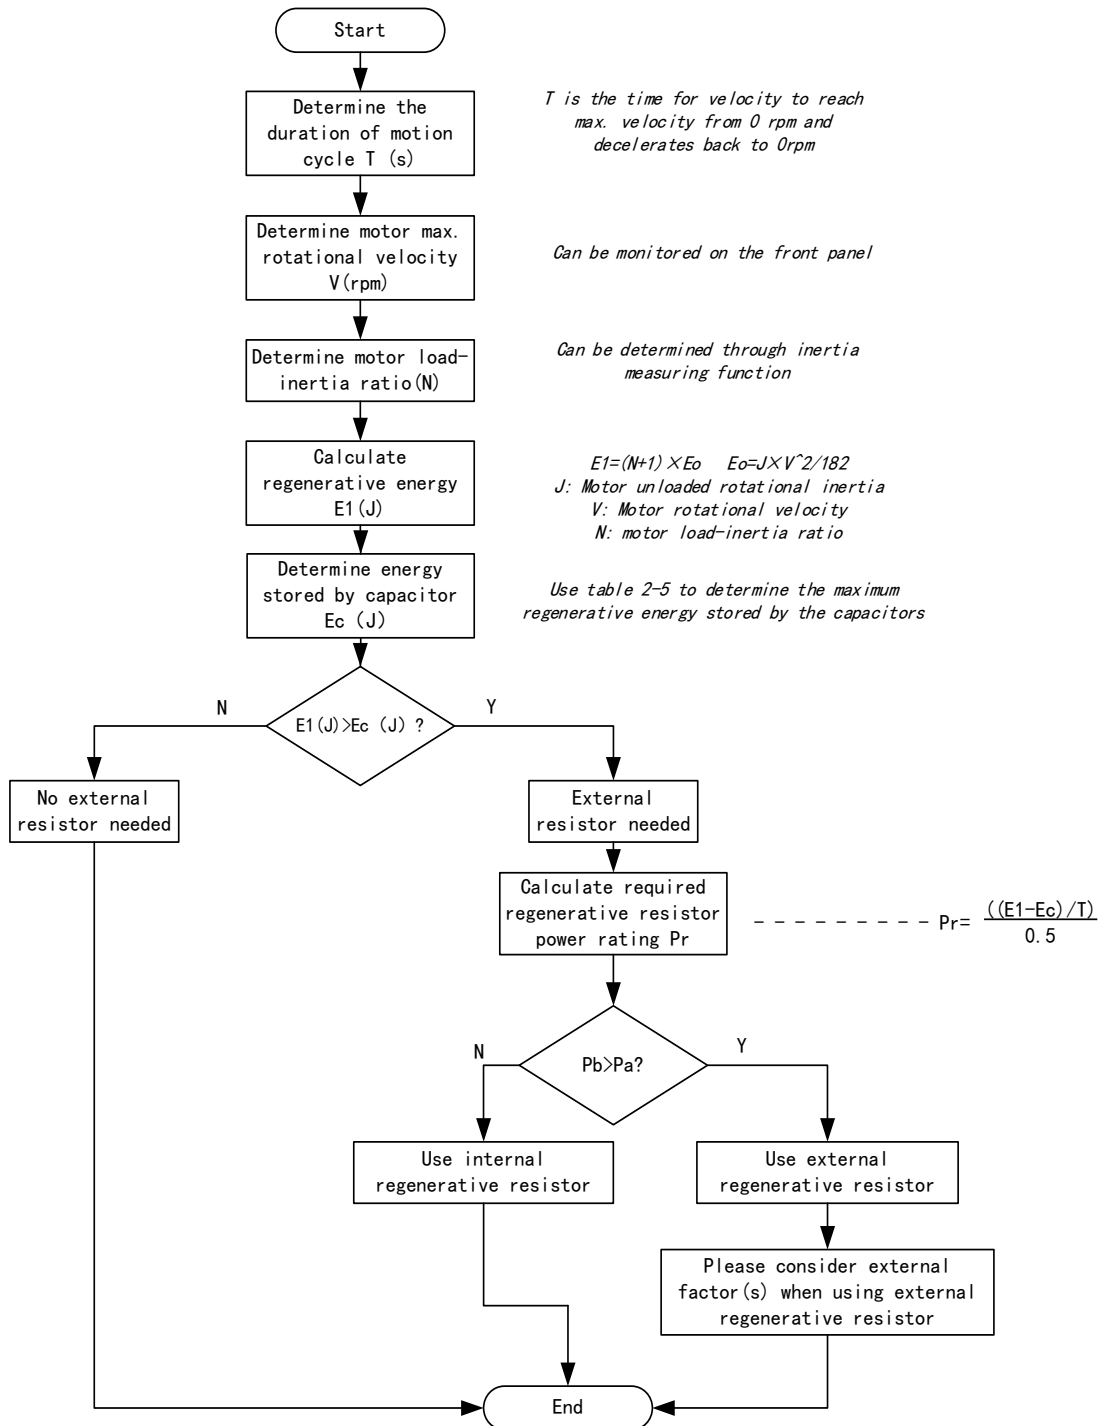 Start
Determine the
duration of motion
cycle T (s)
T is the time for velocity to reach
max. velocity from 0 rpm and
decelerates back to 0rpm
Determine motor max.
rotational velocity
V(rpm)
Can be monitored on the front panel
Determine motor load-
inertia ratio(N)
Can be determined through inertia
measuring function
Calculate
regenerative energy
E1(J)
E1=(N+1)×Eo Eo=J×V^2/182
J: Motor unloaded rotational inertia
V: Motor rotational velocity
N: motor load-inertia ratio
Determine energy
stored by capacitor
Ec (J)
Use table 2-5 to determine the maximum
regenerative energy stored by the capacitors
N
Y
E1(J)>Ec (J) ?
No external
resistor needed
External
resistor needed
Calculate required
regenerative resistor
power rating Pr
Pr= ((E1-Ec)/T)
0.5
N
Y
Pb>Pa?
Use internal
regenerative resistor
Use external
regenerative resistor
Please consider external
factor(s) when using external
regenerative resistor
End